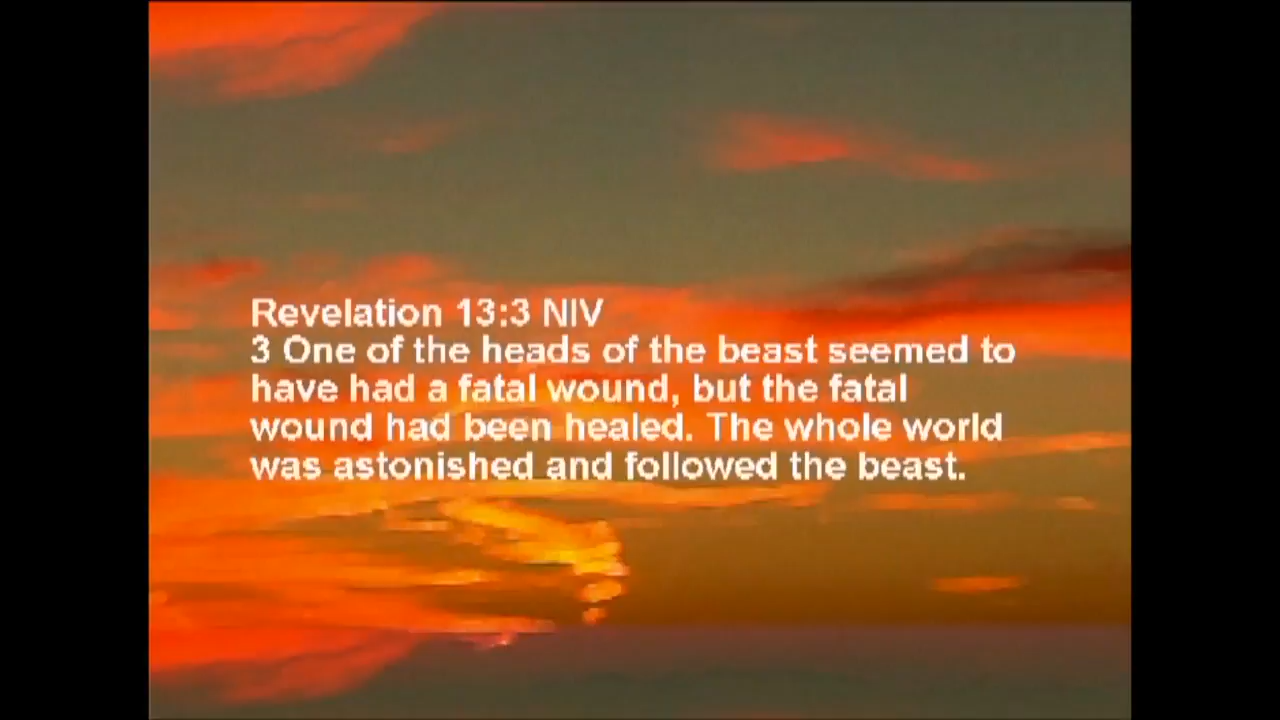 Revelation 13:3 NIV
3 One of the heads of the beast seemed to
have had a fatal wound, but the fatal
wound had been healed. The whole world
was astonished and followed the beast.